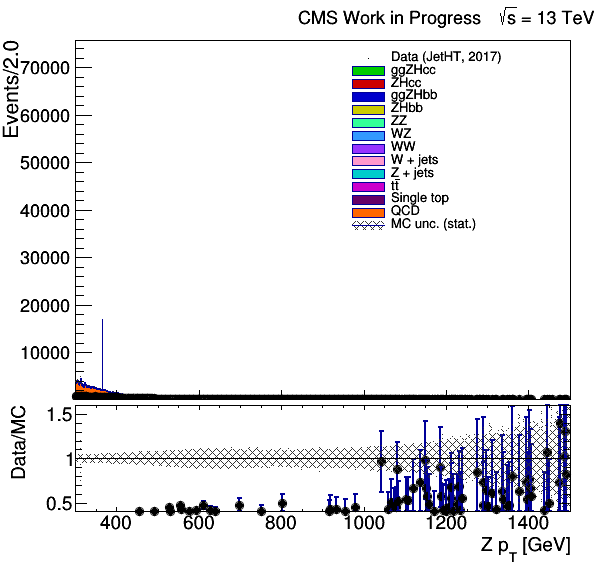 CMS Work in Progress √s = 13 TeV
Events/2.0
70000
60000
50000
40000
30000
20000
10000
Data (JetHT, 2017)
ggZHcc
ZHcc
ggZHbb
ZHbb
ZZ
WZ
WW
W + jets
Z + jets
tt̄
Single top
QCD
MC unc. (stat.)
Data/MC
1.5
1
0.5
400 600 800 1000 1200 1400
Z pT [GeV]